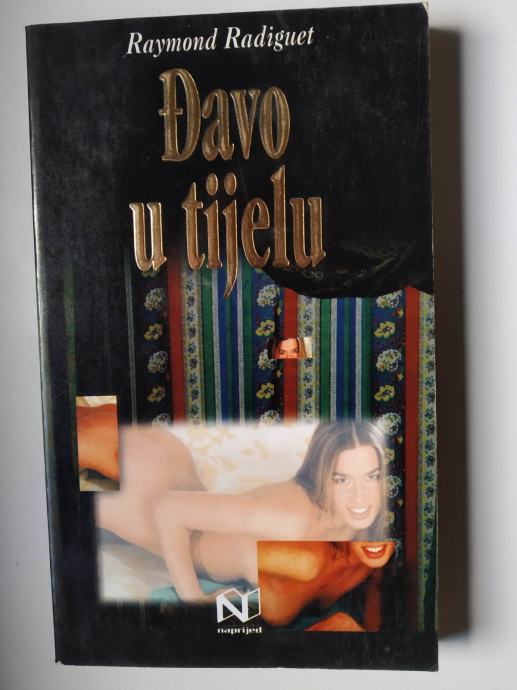 Raymond Radiguet
Đavo
u tijelu
naprijed